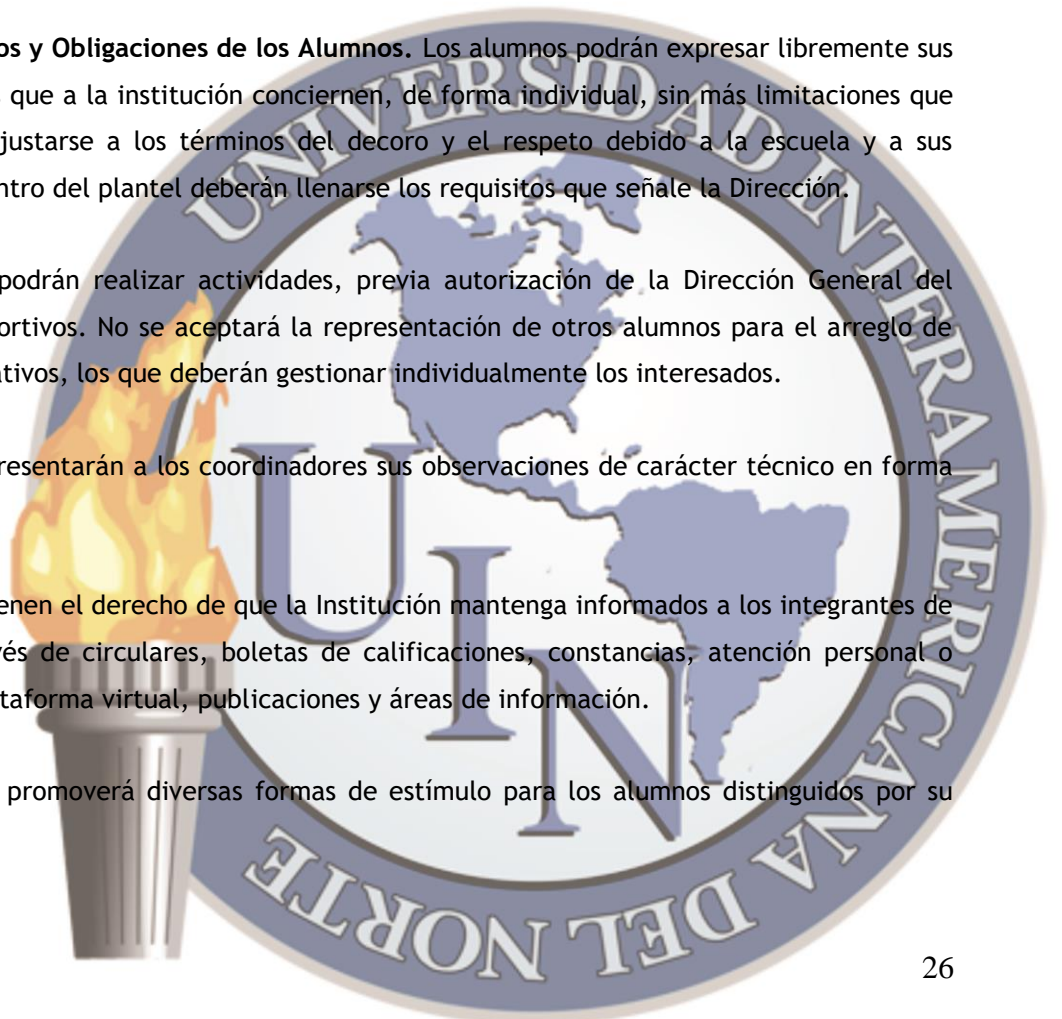 os y Obligaciones de los Alumnos. Los alumnos podrán expresar libremente sus
que a la institución conciernen, de forma individual, sin más limitaciones que
justarse a los términos del decoro y el respeto debido a la escuela y a sus
ntro del plantel deberán llenarse los requisitos que señale la Dirección.
podrán realizar actividades, previa autorización de la Dirección General del
ortivos. No se aceptará la representación de otros alumnos para el arreglo de
ativos, los que deberán gestionar individualmente los interesados.
resentarán a los coordinadores sus observaciones de carácter técnico en forma
enen el derecho de que la Institución mantenga informados a los integrantes de
vés de circulares, boletas de calificaciones, constancias, atención personal o
taforma virtual, publicaciones y áreas de información.
promoverá diversas formas de estímulo para los alumnos distinguidos por su
UNIVERSIDAD INTERAMERICANA DEL NORTE
UIN
26